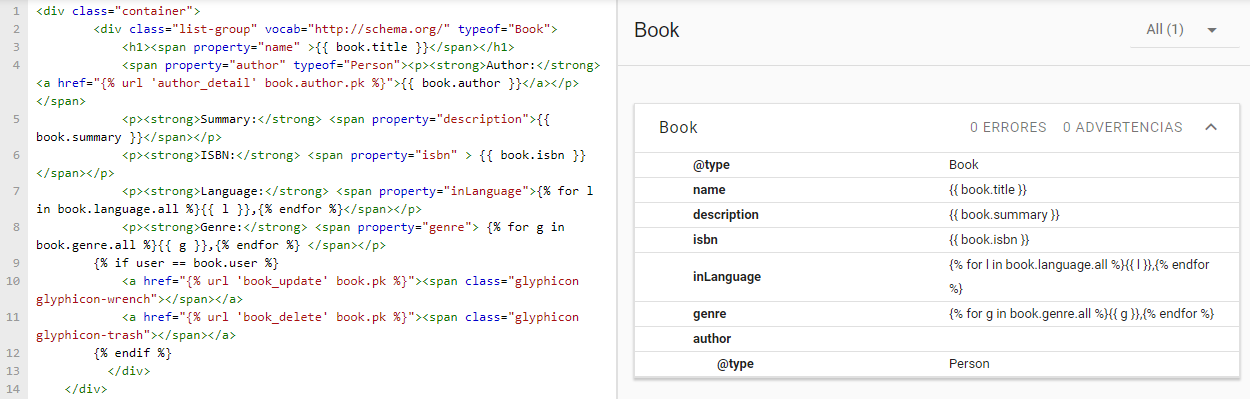 1 <div class="container">
2 <div class="list-group" vocab="http://schema.org/" typeof="Book">
3 <h1><span property="name" >{{ book.title }}</span></h1>
4 <span property="author" typeof="Person"><p><strong>Author:</strong>
<a href="{% url 'author_detail' book.author.pk %}">{{ book.author }}</a></p>
</span>
5 <p><strong>Summary:</strong> <span property="description">{{
book.summary }}</span></p>
6 <p><strong>ISBN:</strong> <span property="isbn" > {{ book.isbn }}
</span></p>
7 <p><strong>Language:</strong> <span property="inLanguage">{% for l
in book.language.all %}{{ l }},{% endfor %}</span></p>
8 <p><strong>Genre:</strong> <span property="genre"> {% for g in
book.genre.all %}{{ g }},{% endfor %} </span></p>
9 {% if user == book.user %}
10 <a href="{% url 'book_update' book.pk %}"><span class="glyphicon
glyphicon-wrench"></span></a>
11 <a href="{% url 'book_delete' book.pk %}"><span class="glyphicon
glyphicon-trash"></span></a>
12 {% endif %}
13 </div>
14 </div>
Book All (1)
Book 0 ERRORES 0 ADVERTENCIAS
@type Book
name {{ book.title }}
description {{ book.summary }}
isbn {{ book.isbn }}
inLanguage {% for l in book.language.all %}{{ l }},{% endfor
%}
genre {% for g in book.genre.all %}{{ g }},{% endfor %}
author
@type Person